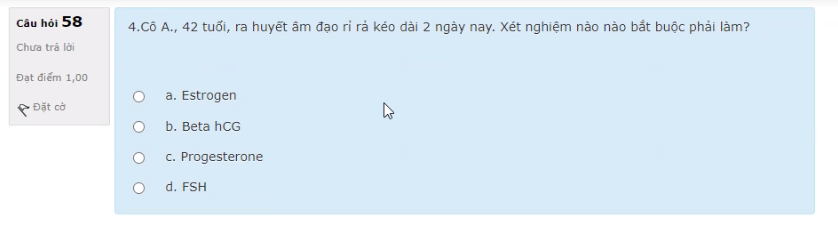 Câu hỏi 58
Chưa trả lời
Đạt điểm 1,00
Đặt cờ
4.Cô A., 42 tuổi, ra huyết âm đạo rỉ rả kéo dài 2 ngày nay. Xét nghiệm nào nào bắt buộc phải làm?
a. Estrogen
b. Beta hCG
c. Progesterone
d. FSH